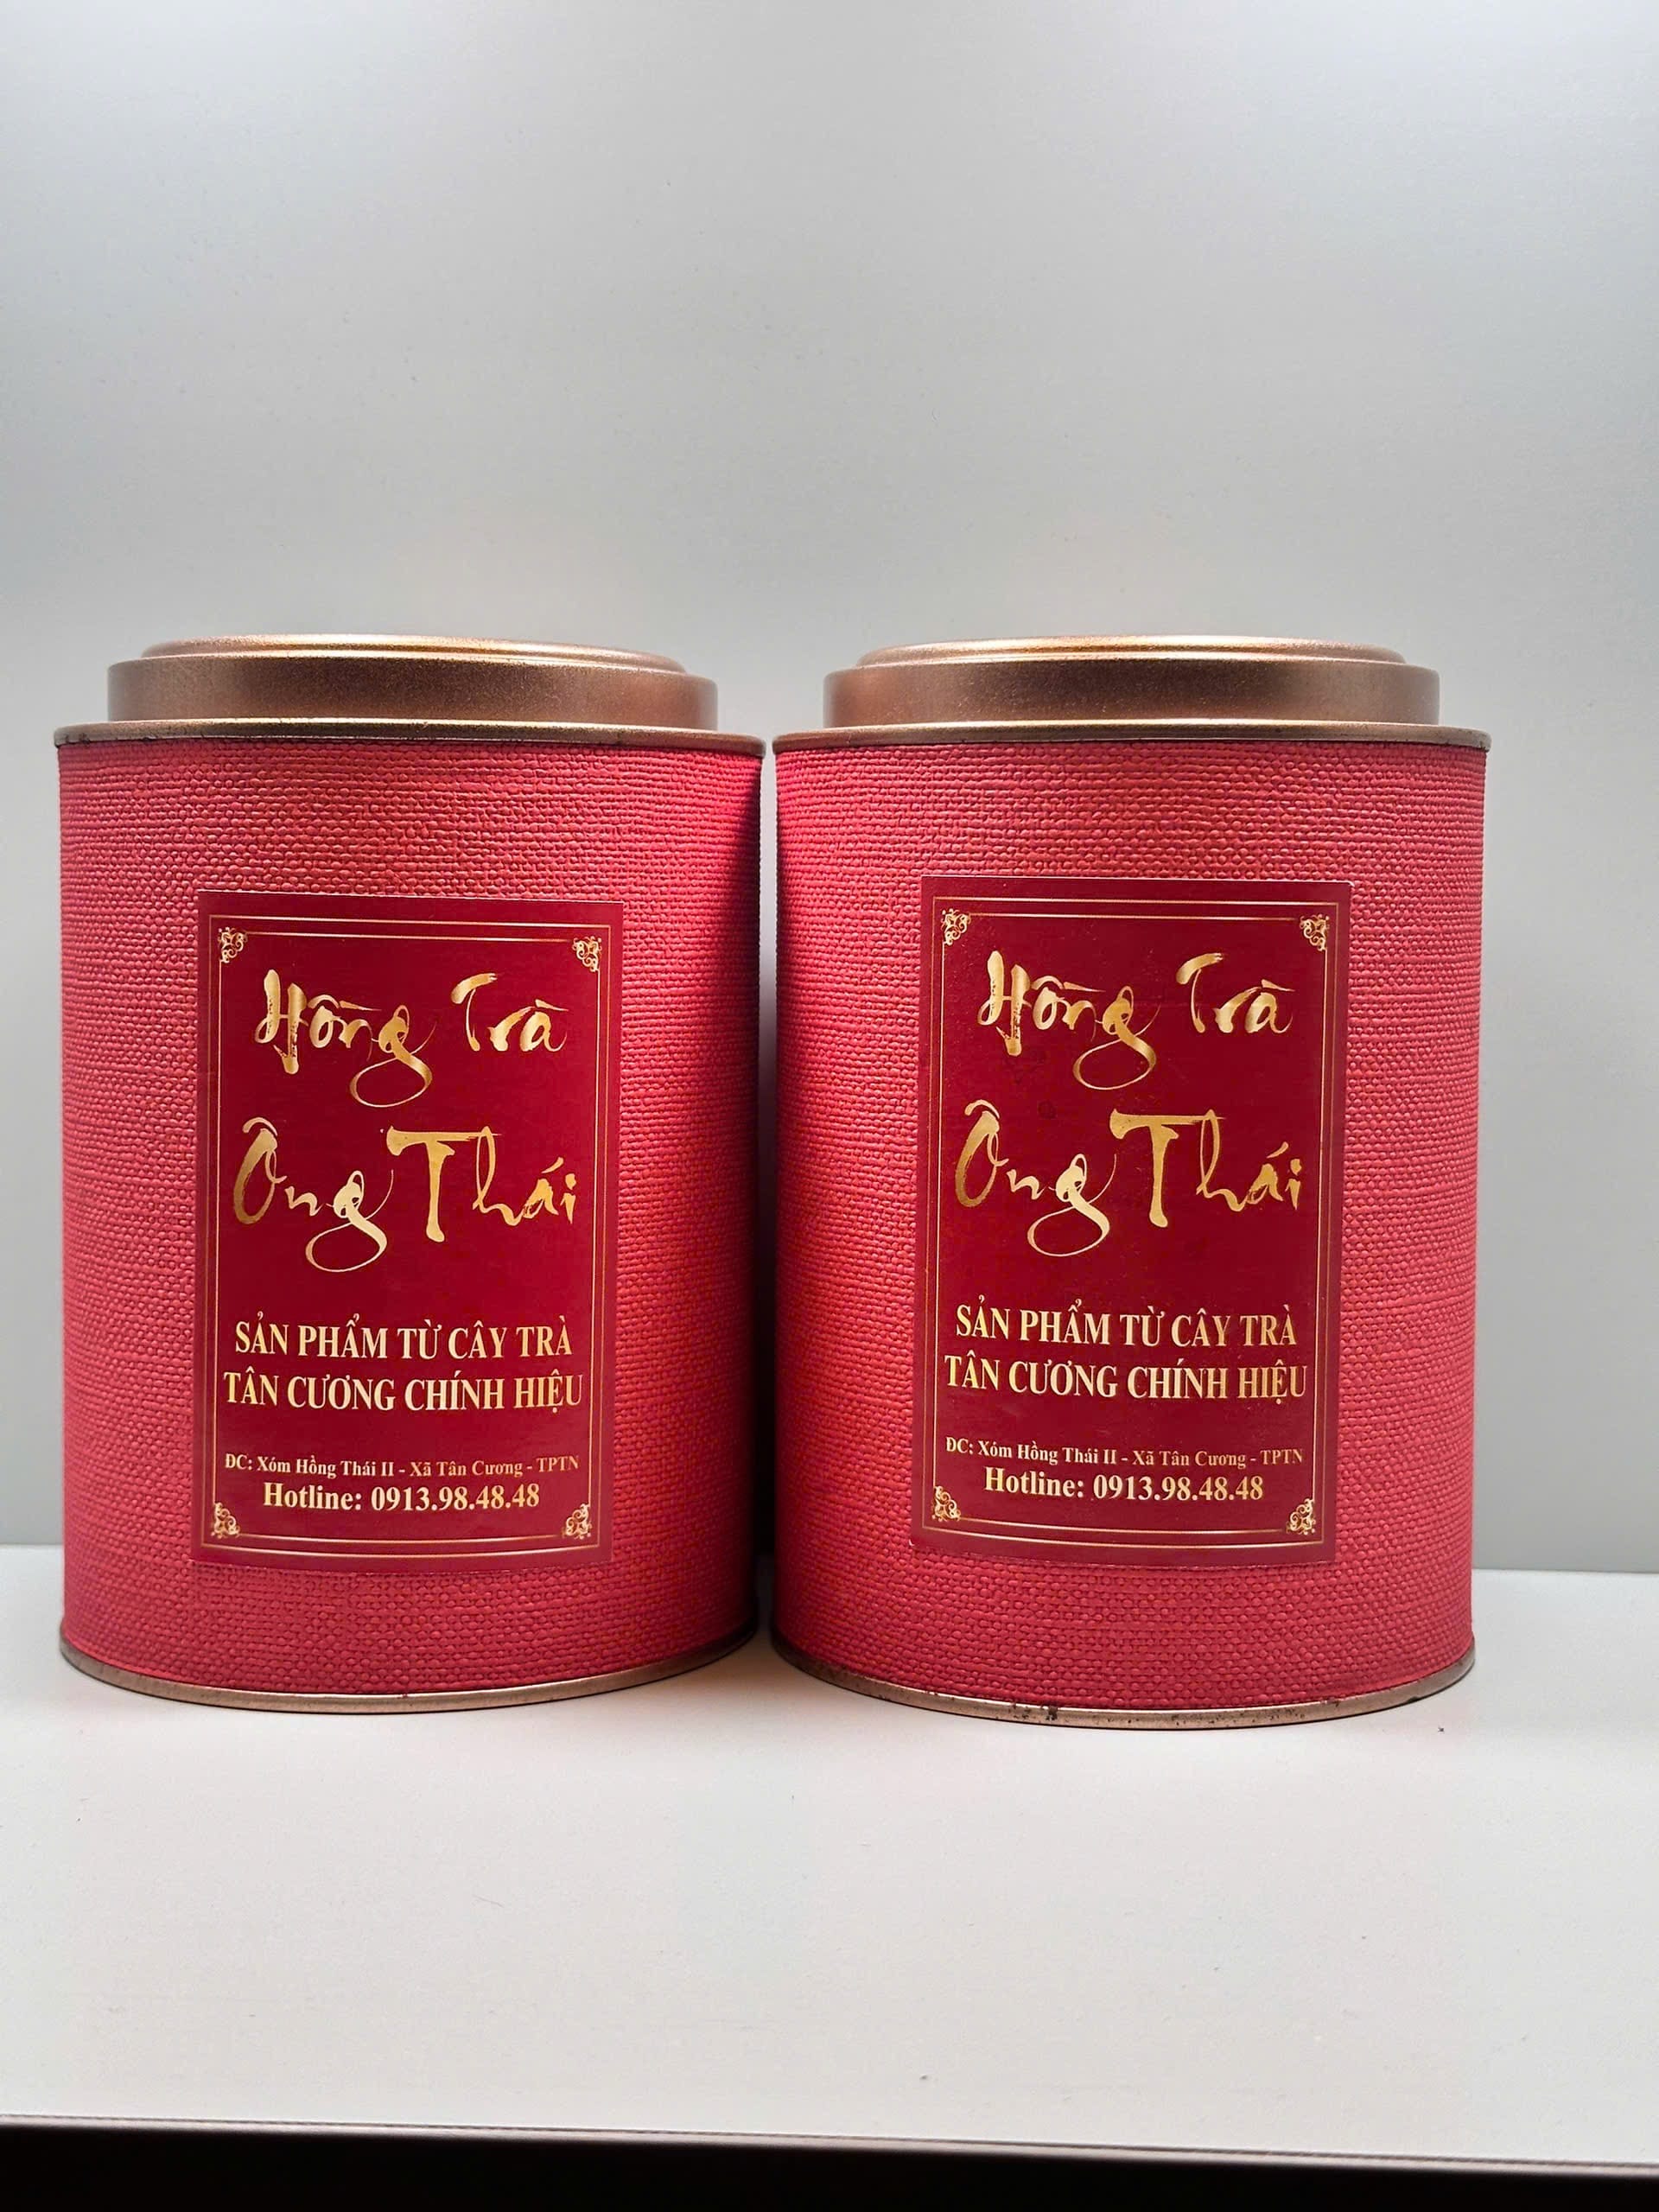 Hồng Trà
Ông Thái
SẢN PHẨM TỪ CÂY TRÀ
TÂN CƯƠNG CHÍNH HIỆU
ĐC: Xóm Hồng Thái II - Xã Tân Cương - TPTN
Hotline: 0913.98.48.48
Hồng Trà
Ông Thái
SẢN PHẨM TỪ CÂY TRÀ
TÂN CƯƠNG CHÍNH HIỆU
ĐC: Xóm Hồng Thái II - Xã Tân Cương - TPTN
Hotline: 0913.98.48.48